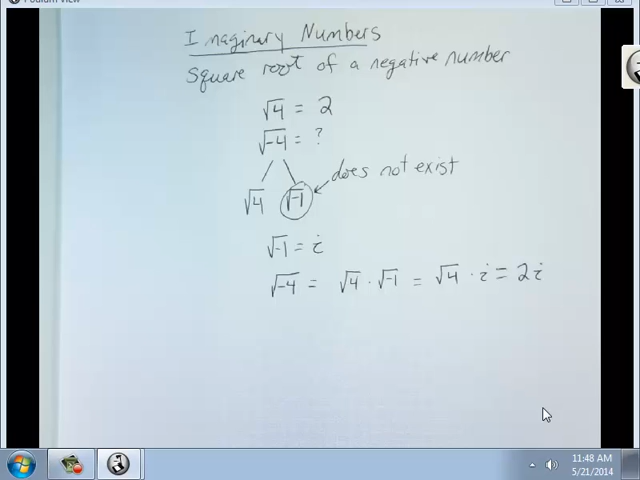 Podium View
Imaginary Numbers
Square root of a negative number
√4 = 2
√-4 = ?
√4 √-1 does not exist
√-1 = i
√-4 = √4 · √-1 = √4 · i = 2i
11:48 AM
5/21/2014